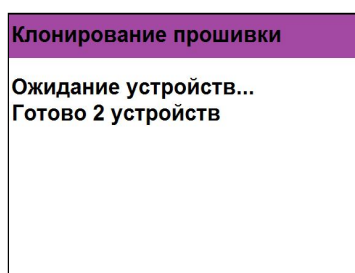 Клонирование прошивки
Ожидание устройств...
Готово 2 устройств